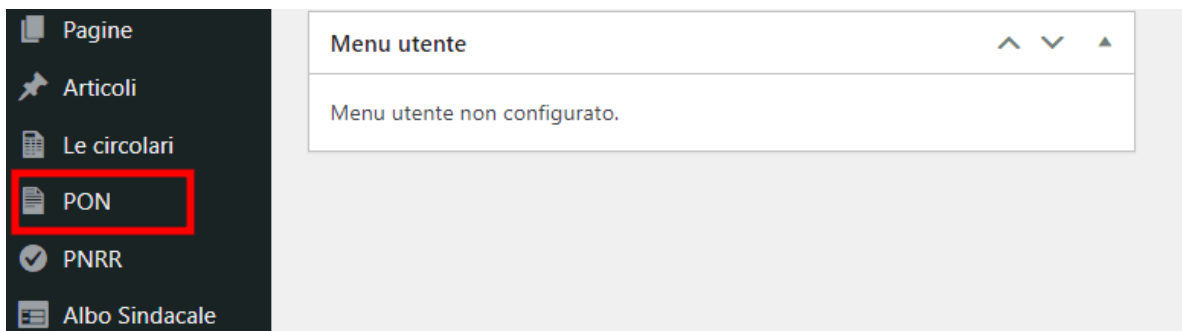 Pagine
Articoli
Le circolari
PON
PNRR
Albo Sindacale
Menu utente
Menu utente non configurato.